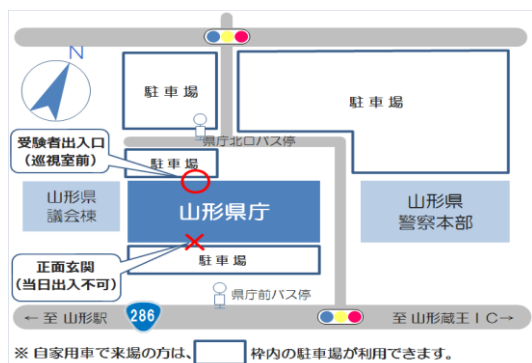 N
駐車場
駐車場
県庁北口バス停
受験者出入口
(巡視室前)
駐車場
山形県
議会棟
山形県庁
山形県
警察本部
正面玄関
(当日出入不可)
駐車場
県庁前バス停
← 至 山形駅
286
至 山形蔵王IC→
※ 自家用車で来場の方は、 枠内の駐車場が利用できます。